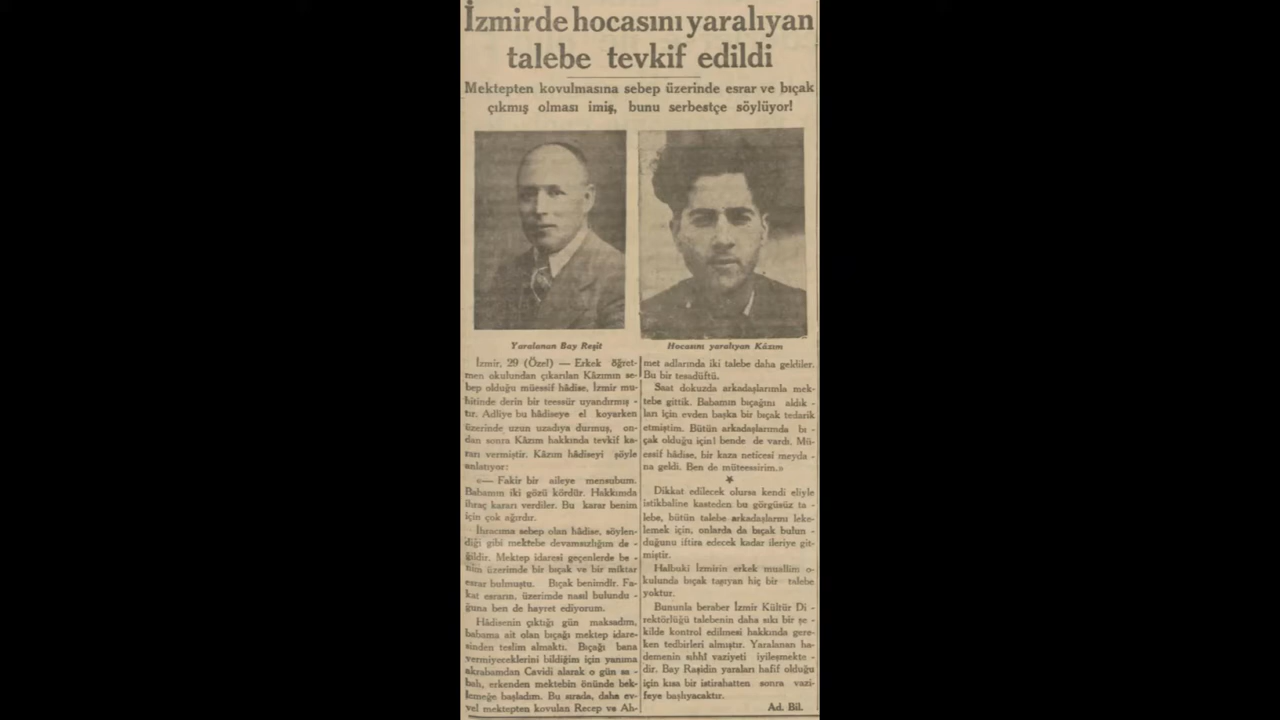 İzmirde hocasını yaralıyan
talebe tevkif edildi
Mektepten kovulmasına sebep üzerinde esrar ve bıçak
çıkmış olması imiş, bunu serbestçe söylüyor!
Yaralanan Bay Reşit
Hocasını yaralıyan Kâzım
İzmir, 29 (Özel) — Erkek öğret-
men okulundan çıkarılan Kâzımın se-
bep olduğu müessif hâdise, İzmir mu-
hitinde derin bir teessür uyandırmış -
tır. Adliye bu hâdiseye el koyarken
üzerinde uzun uzadıya durmuş, on-
dan sonra Kâzım hakkında tevkif ka-
rarı vermiştir. Kâzım hâdiseyi şöyle
anlatıyor:
«— Fakir bir aileye mensubum.
Babamın iki gözü kördür. Hakkımda
ihraç kararı verdiler. Bu karar benim
için çok ağırdır.
İhracıma sebep olan hâdise, söylen-
diği gibi mektebe devamsızlığım de -
ğildir. Mektep idaresi geçenlerde be -
nim üzerimde bir bıçak ve bir miktar
esrar bulmuştu. Bıçak benimdir. Fa-
kat esrarın, üzerimde nasıl bulundu -
ğuna ben de hayret ediyorum.
Hâdisenin çıktığı gün maksadım,
babama ait olan bıçağı mektep idare-
sinden teslim almaktı. Bıçağı bana
vermiyeceklerini bildiğim için yanıma
akrabamdan Cavidi alarak o gün sa -
bah, erkenden mektebin önünde bek-
lemeğe başladım. Bu sırada, daha ev-
vel mektepten kovulan Recep ve Ah-
met adlarında iki talebe daha geldiler.
Bu bir tesadüftü.
Saat dokuzda arkadaşlarımla mek-
tebe gittik. Babamın bıçağını aldık -
ları için evden başka bir bıçak tedarik
etmiştim. Bütün arkadaşlarımda bı -
çak olduğu için! bende de vardı. Mü-
essif hâdise, bir kaza neticesi meyda -
na geldi. Ben de müteessirim.»
★
Dikkat edilecek olursa kendi eliyle
istikbaline kasteden bu görgüsüz ta -
lebe, bütün talebe arkadaşlarını leke-
lemek için, onlarda da bıçak bulun -
duğunu iftira edecek kadar ileriye git-
miştir.
Halbuki İzmirin erkek muallim o-
kulunda bıçak taşıyan hiç bir talebe
yoktur.
Bununla beraber İzmir Kültür Di -
rektörlüğü talebenin daha sıkı bir şe -
kilde kontrol edilmesi hakkında gere-
ken tedbirleri almıştır. Yaralanan ha-
demenin sıhhî vaziyeti iyileşmekte -
dir. Bay Raşidin yaraları hafif olduğu
için kısa bir istirahatten sonra vazi-
feye başlıyacaktır.
Ad. Bil.